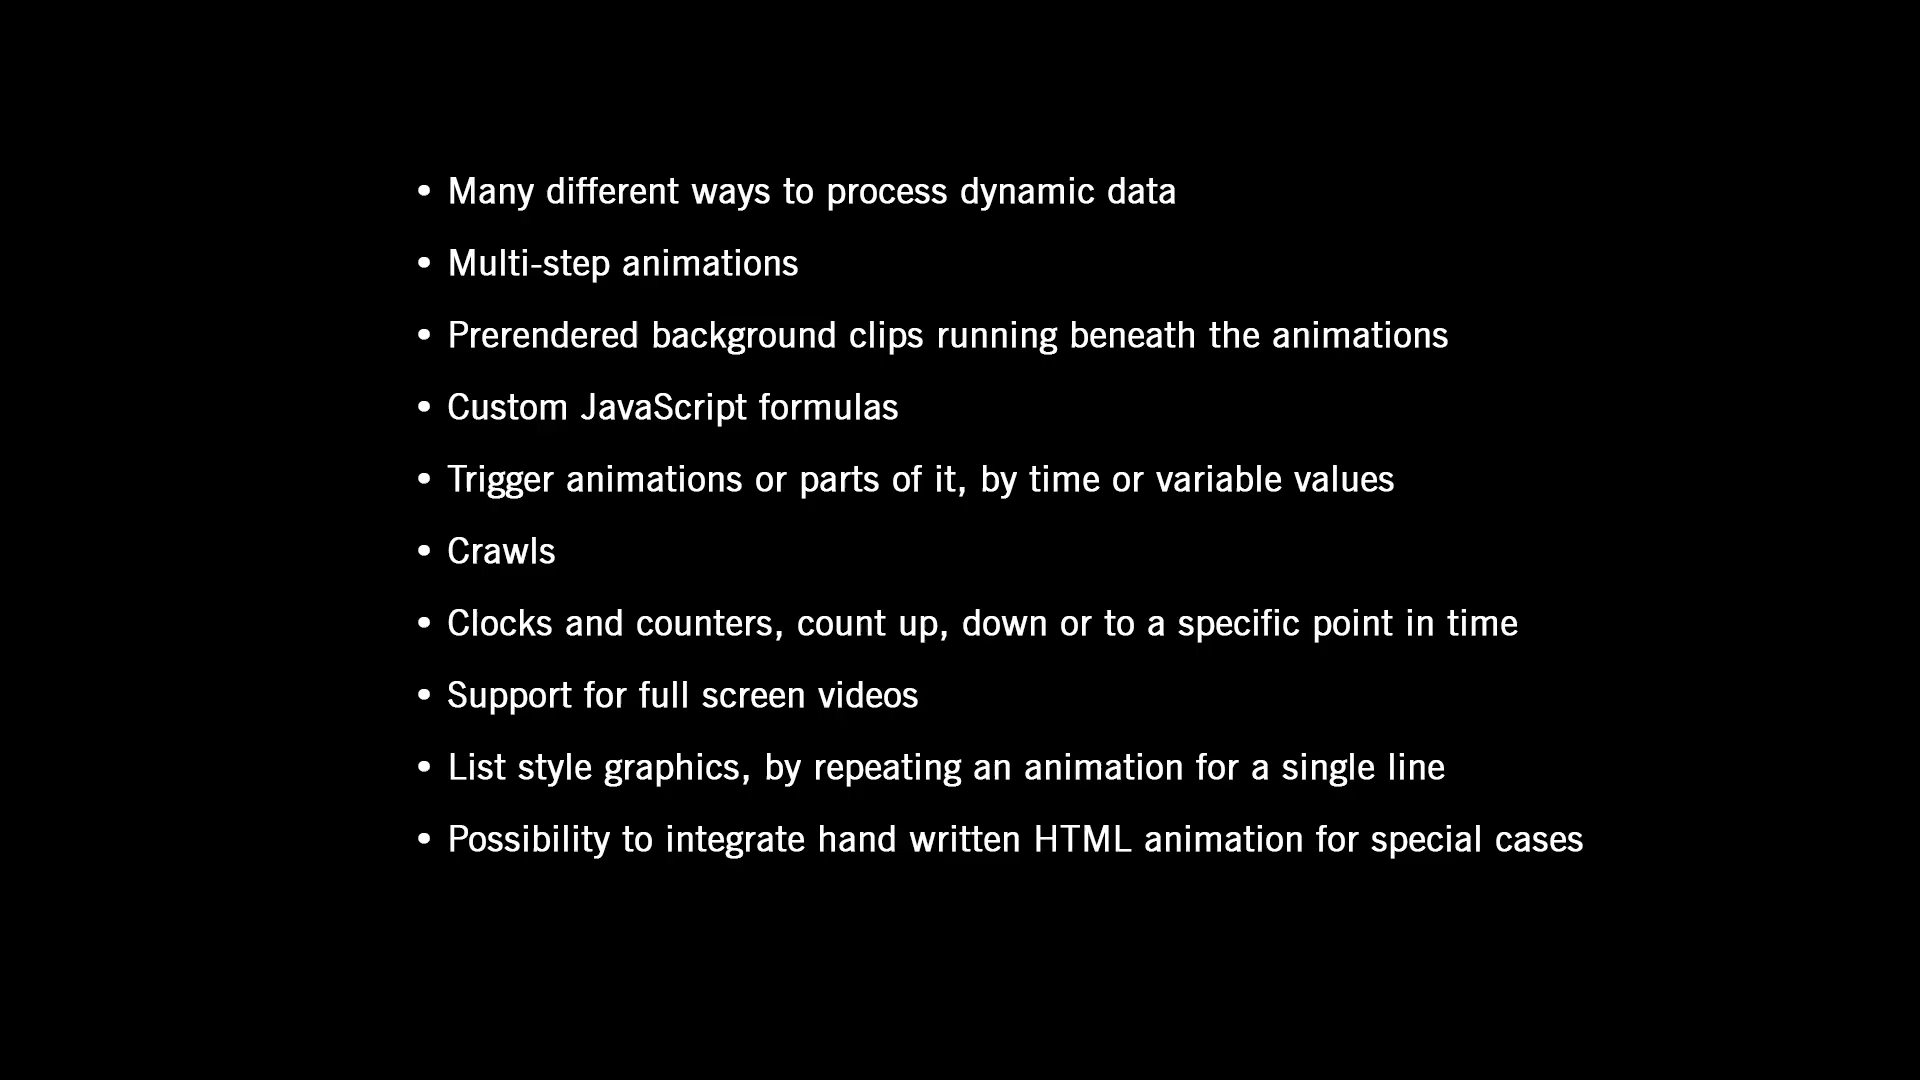 • Many different ways to process dynamic data
• Multi-step animations
• Prerendered background clips running beneath the animations
• Custom JavaScript formulas
• Trigger animations or parts of it, by time or variable values
• Crawls
• Clocks and counters, count up, down or to a specific point in time
• Support for full screen videos
• List style graphics, by repeating an animation for a single line
• Possibility to integrate hand written HTML animation for special cases